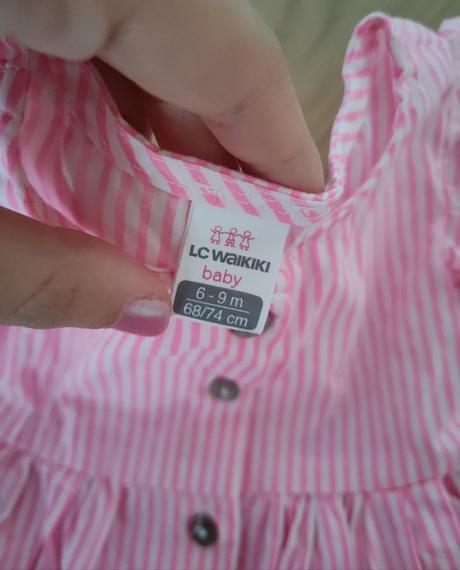 LC WAIKIKI
baby
6 - 9 m
68/74 cm